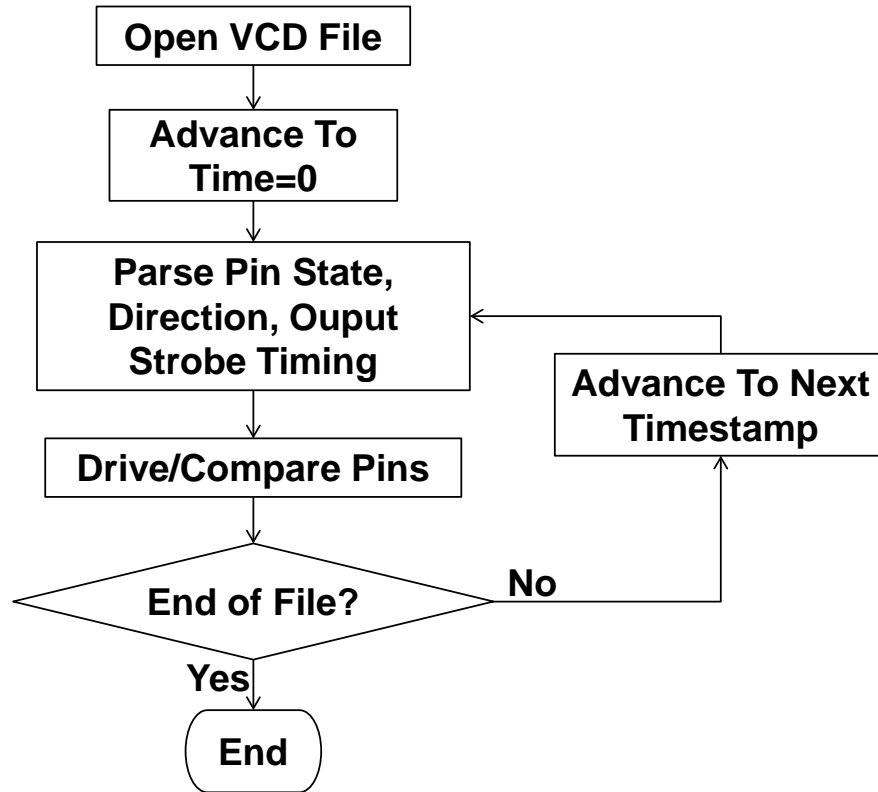 Open VCD File
Advance To
Time=0
Parse Pin State,
Direction, Ouput
Strobe Timing
Advance To Next
Timestamp
Drive/Compare Pins
End of File?
No
Yes
End